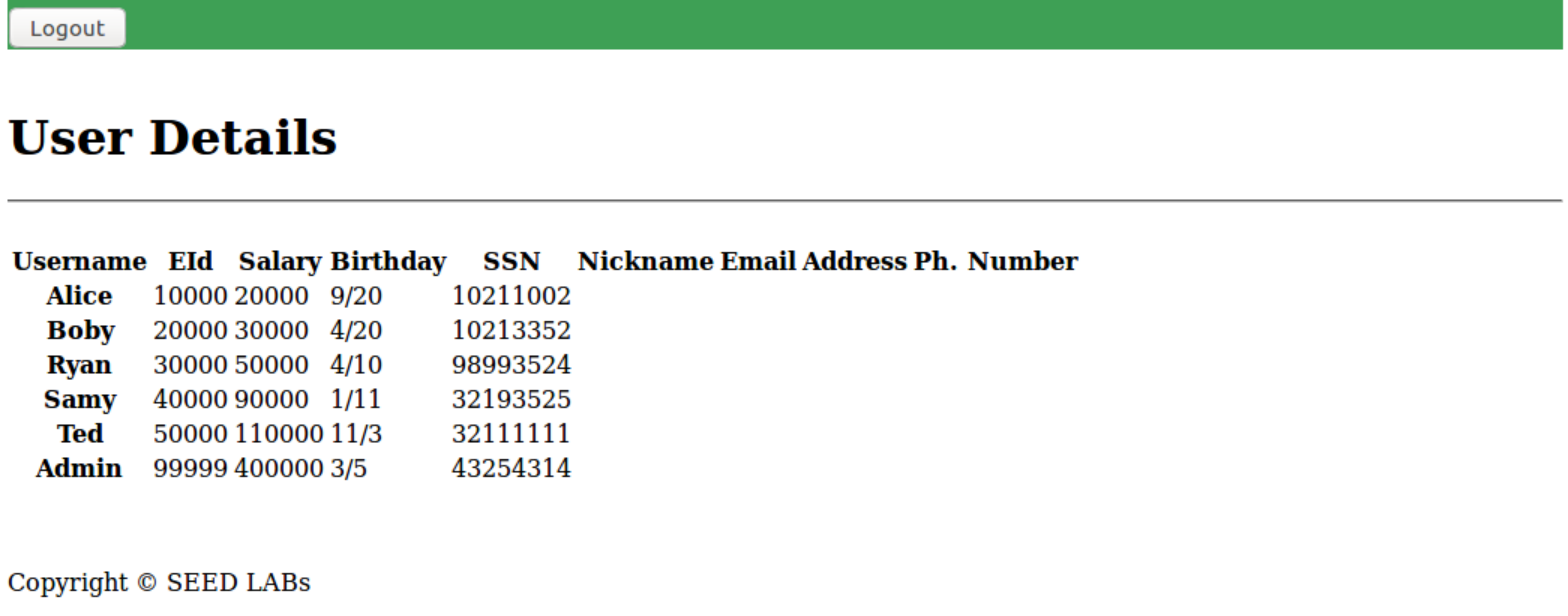 Logout
User Details
Username EId Salary Birthday SSN Nickname Email Address Ph. Number
Alice 10000 20000 9/20 10211002
Boby 20000 30000 4/20 10213352
Ryan 30000 50000 4/10 98993524
Samy 40000 90000 1/11 32193525
Ted 50000 110000 11/3 32111111
Admin 99999 400000 3/5 43254314
Copyright © SEED LABs